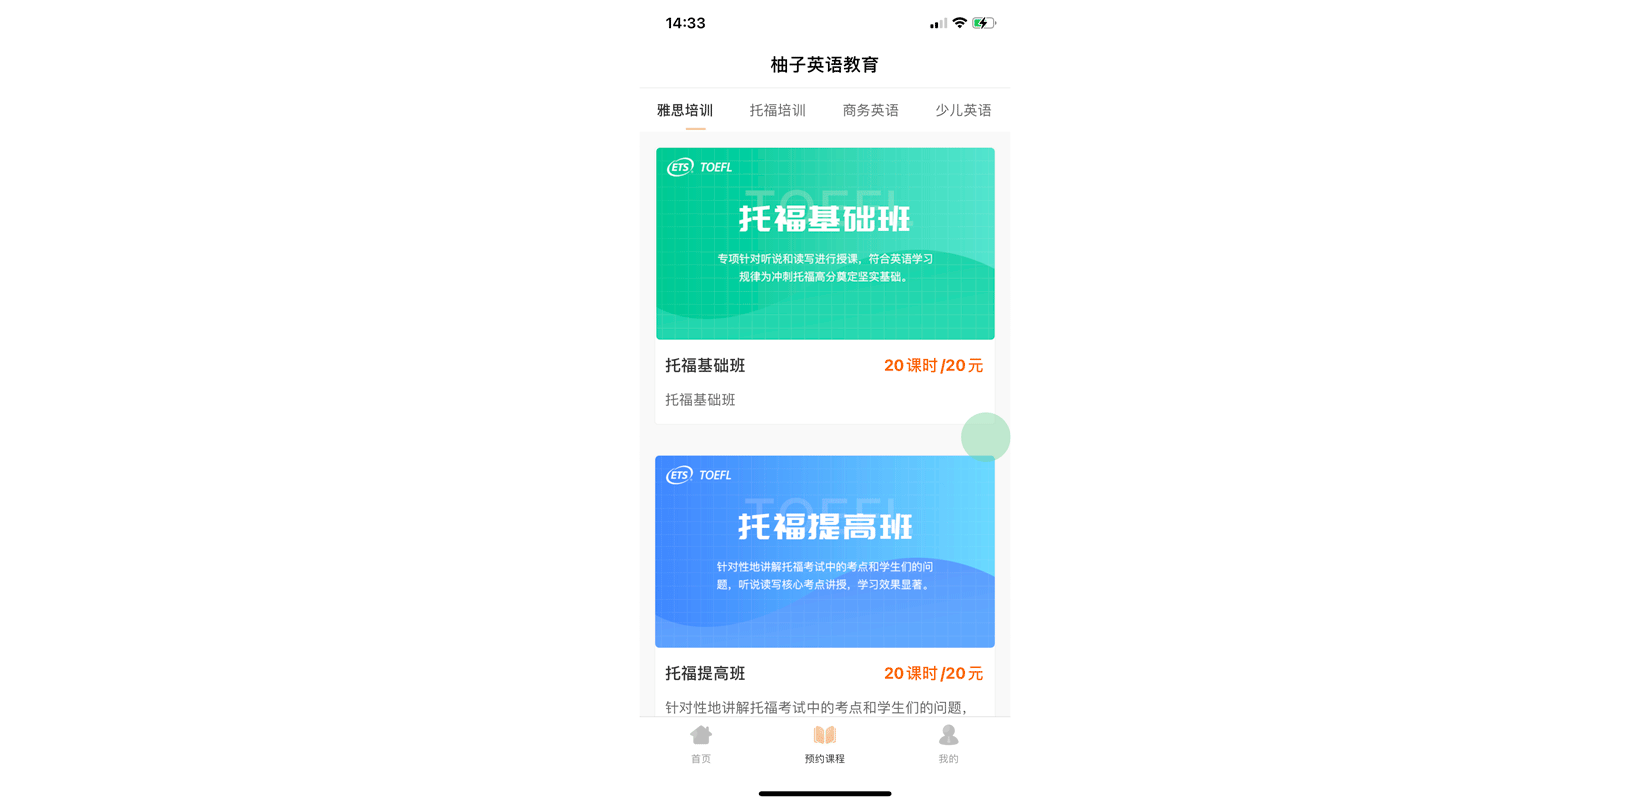 14:33
柚子英语教育
雅思培训 托福培训 商务英语 少儿英语
ETS TOEFL
TOEFL
托福基础班
专项针对听说和读写进行授课，符合英语学习
规律为冲刺托福高分奠定坚实基础。
托福基础班 20课时/20元
托福基础班
ETS TOEFL
TOEFL
托福提高班
针对性地讲解托福考试中的考点和学生们的问
题，听说读写核心考点讲授，学习效果显著。
托福提高班 20课时/20元
针对性地讲解托福考试中的考点和学生们的问题，
首页 预约课程 我的